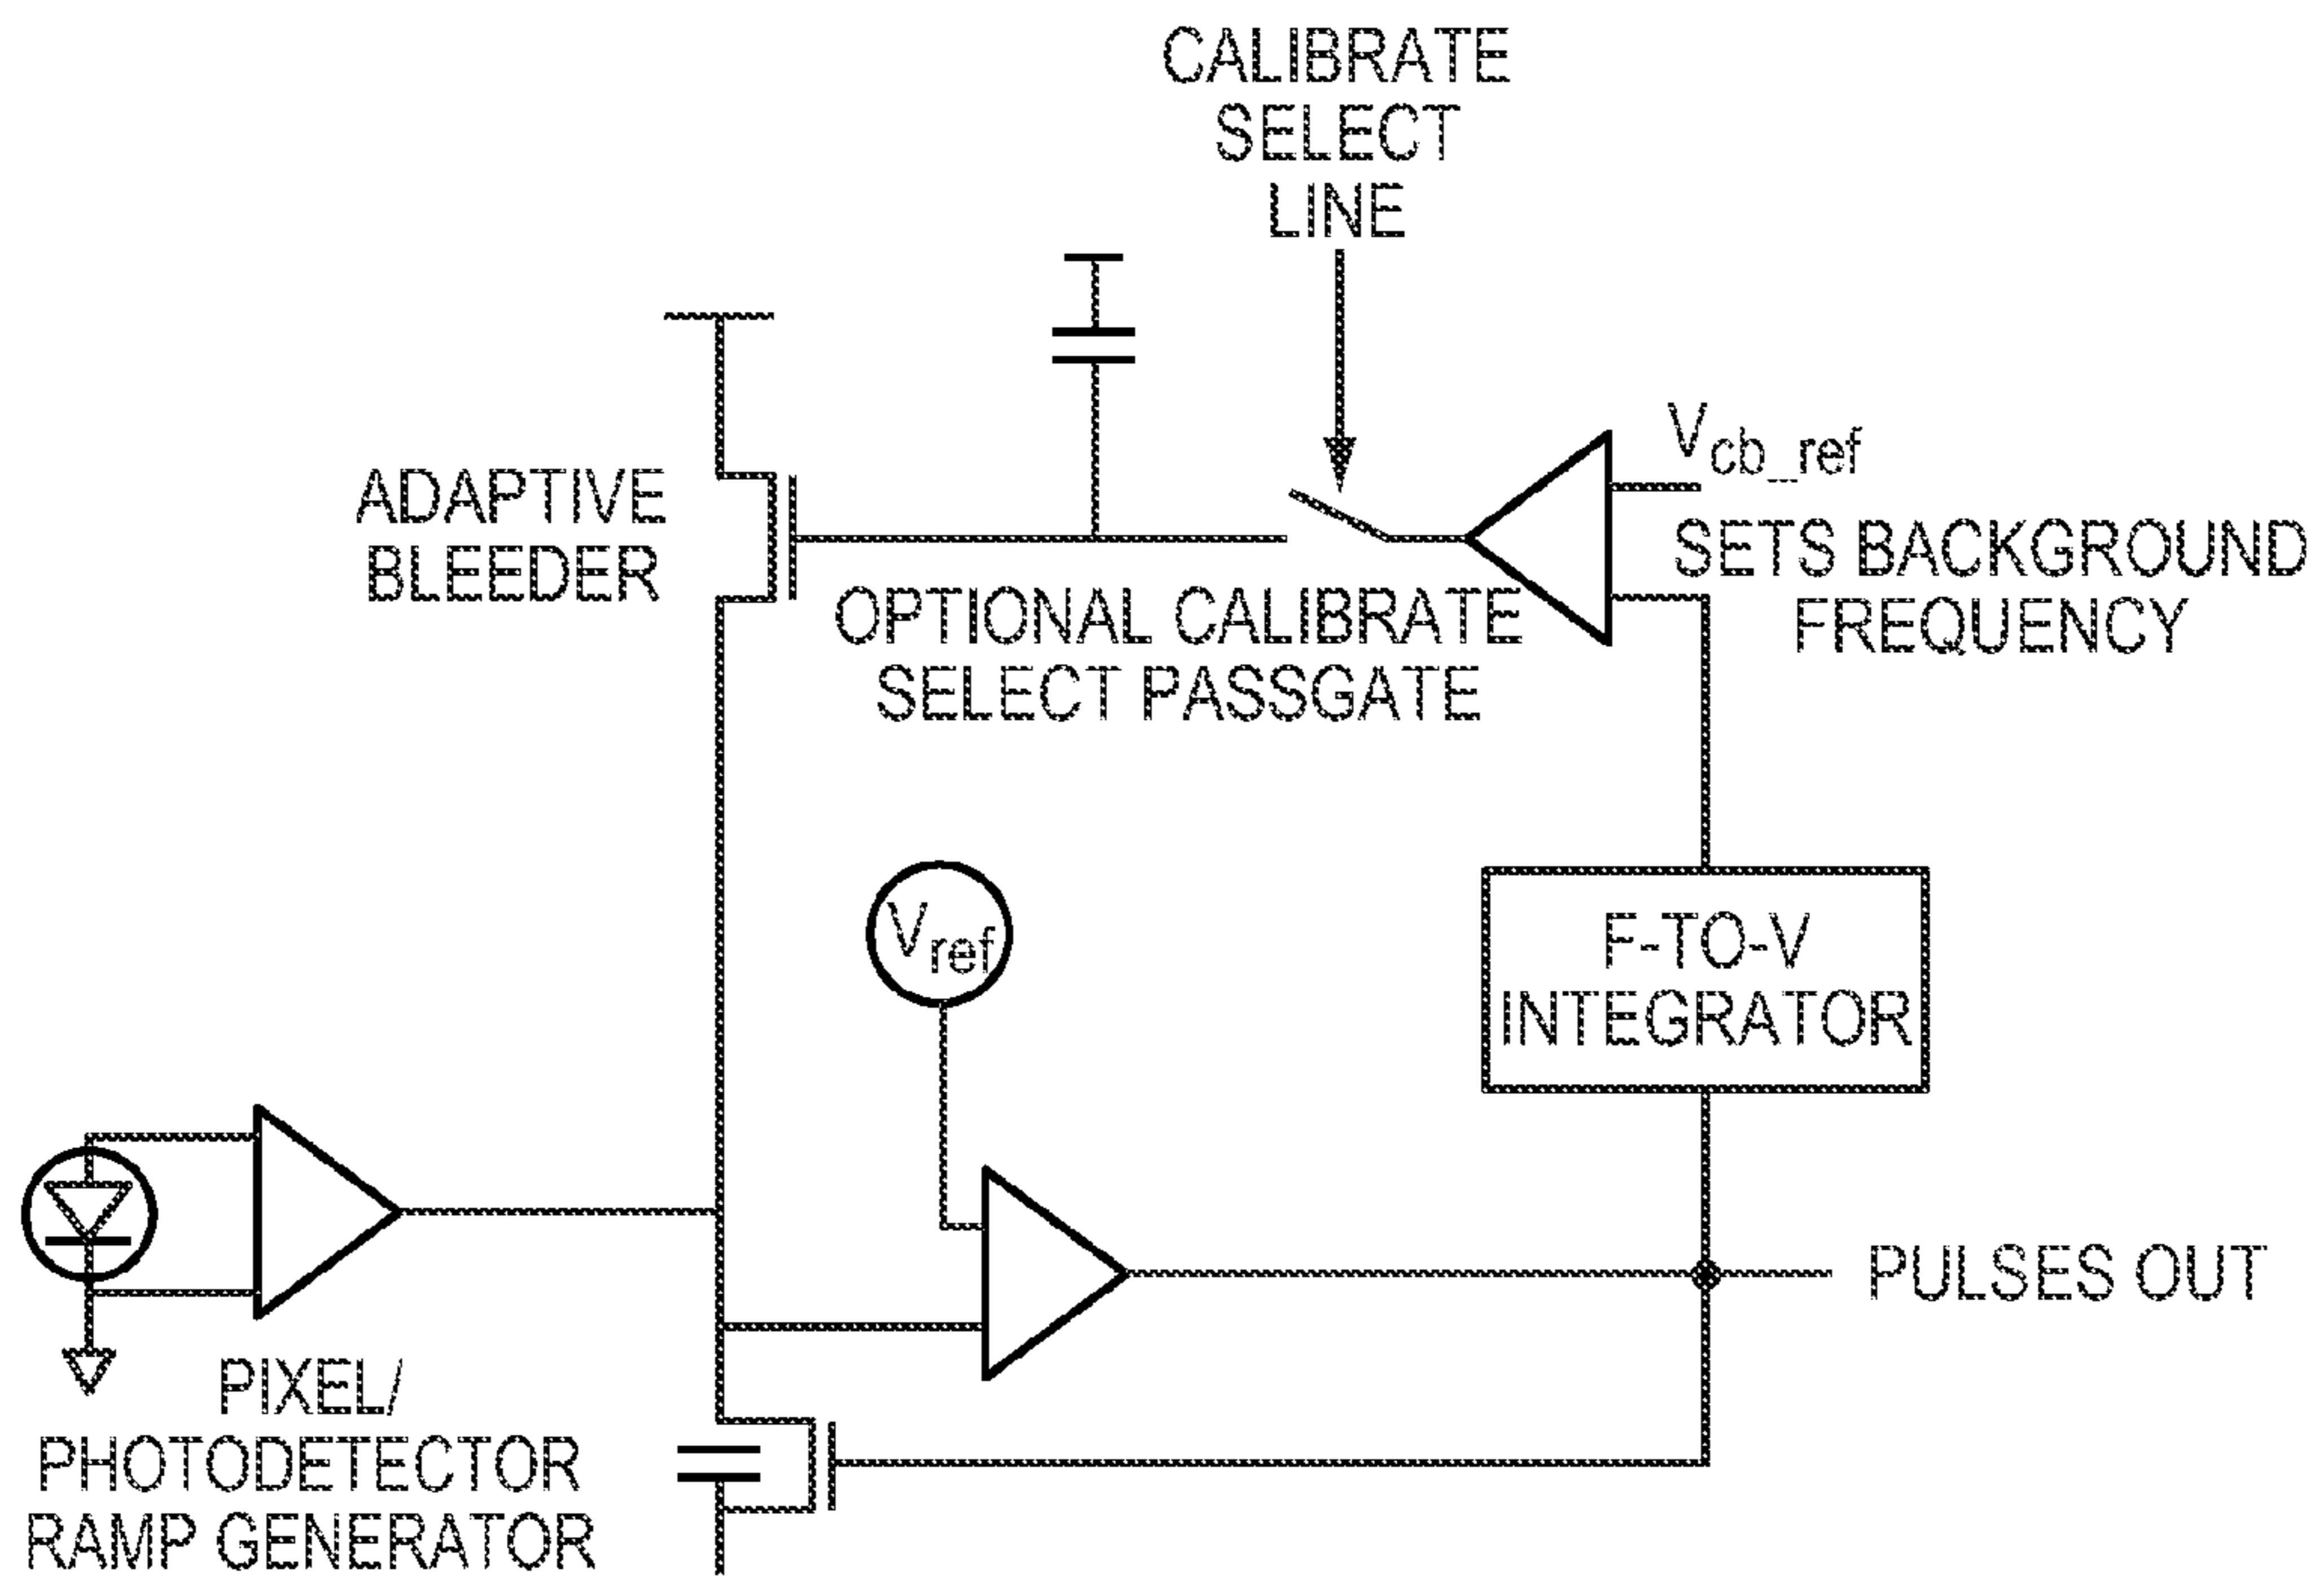 CALIBRATE
SELECT
LINE
ADAPTIVE
BLEEDER
Vcb_ref
SETS BACKGROUND
FREQUENCY
OPTIONAL CALIBRATE
SELECT PASSGATE
Vref
F-TO-V
INTEGRATOR
PULSES OUT
PIXEL/
PHOTODETECTOR
RAMP GENERATOR